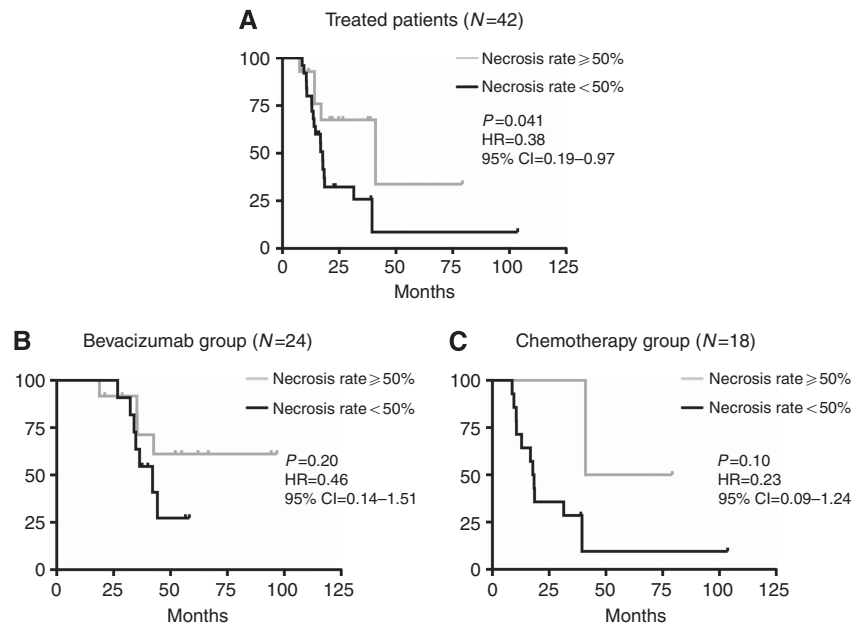 A Treated patients (N=42)
Necrosis rate ⩾50%
Necrosis rate <50%
P=0.041
HR=0.38
95% CI=0.19–0.97
100
75
50
25
0
0 25 50 75 100 125
Months
B Bevacizumab group (N=24)
Necrosis rate ⩾50%
Necrosis rate <50%
P=0.20
HR=0.46
95% CI=0.14–1.51
100
75
50
25
0
0 25 50 75 100 125
Months
C Chemotherapy group (N=18)
Necrosis rate ⩾50%
Necrosis rate <50%
P=0.10
HR=0.23
95% CI=0.09–1.24
100
75
50
25
0
0 25 50 75 100 125
Months